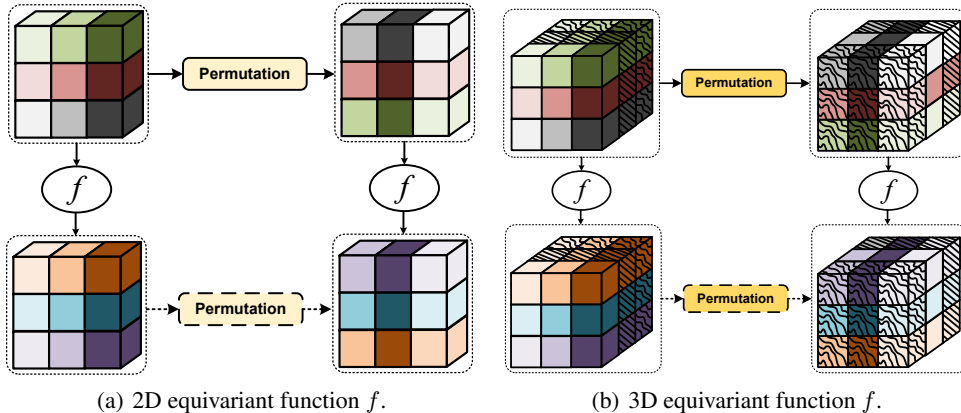 Permutation
Permutation
f
f
f
f
Permutation
Permutation
(a) 2D equivariant function f.
(b) 3D equivariant function f.